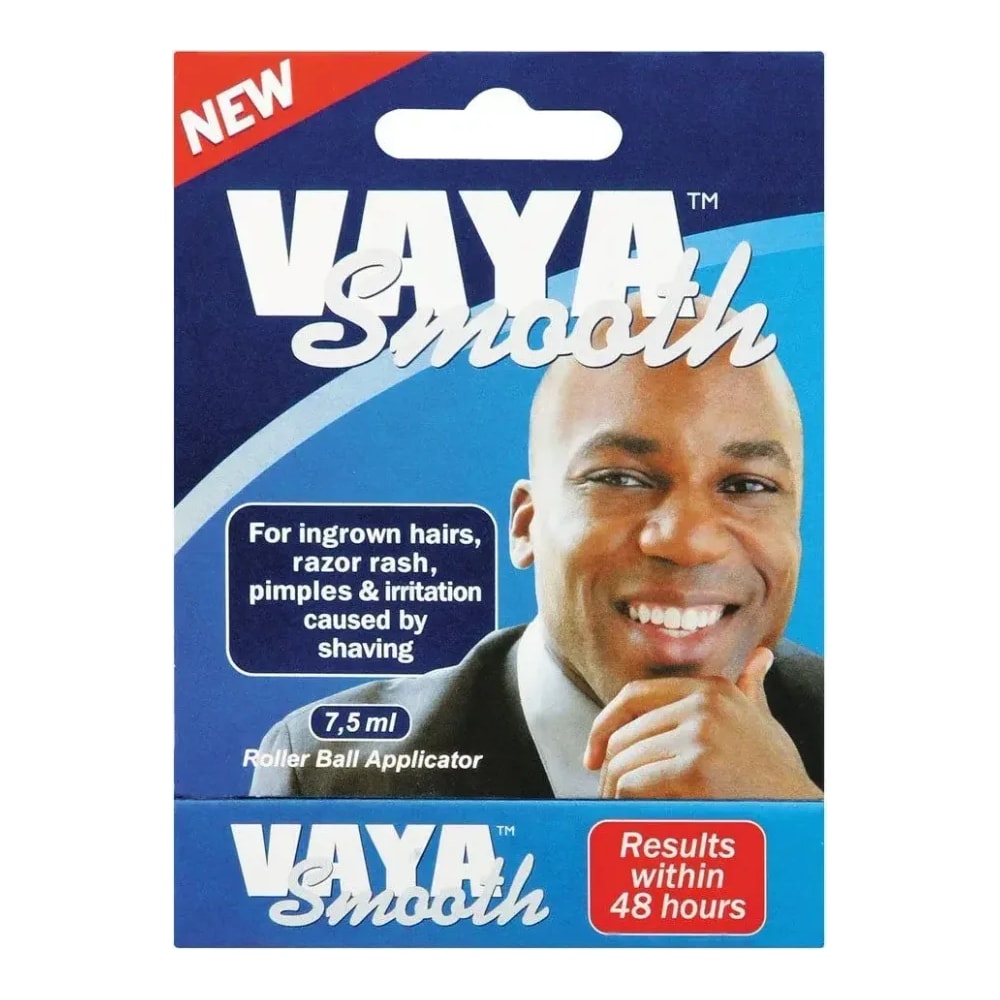 NEW
VAYA™
Smooth
For ingrown hairs,
razor rash,
pimples & irritation
caused by
shaving
7,5 ml
Roller Ball Applicator
VAYA™
Smooth
Results
within
48 hours